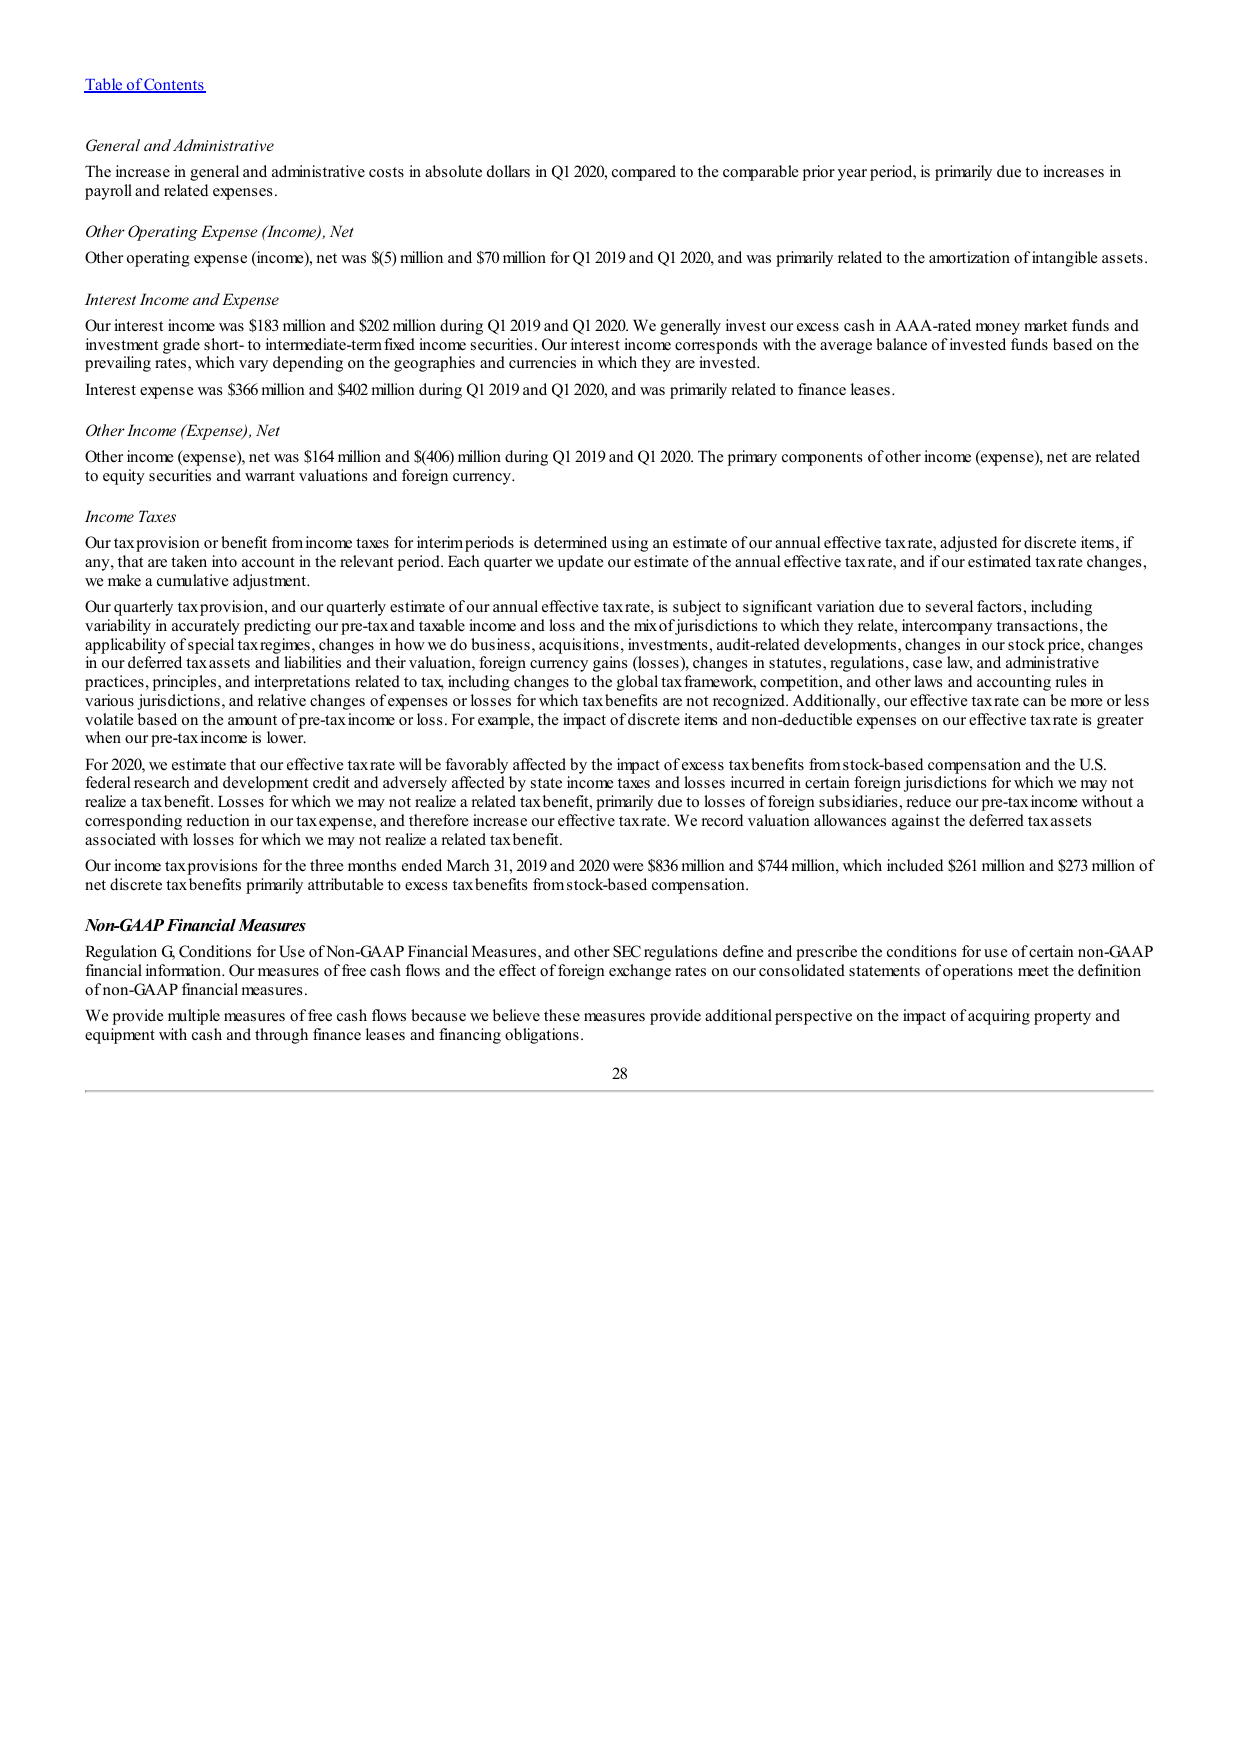 Table of Contents
General and Administrative
The increase in general and administrative costs in absolute dollars in Q1 2020, compared to the comparable prior year period, is primarily due to increases in
payroll and related expenses.
Other Operating Expense (Income), Net
Other operating expense (income), net was $(5) million and $70 million for Q1 2019 and Q1 2020, and was primarily related to the amortization of intangible assets.
Interest Income and Expense
Our interest income was $183 million and $202 million during Q1 2019 and Q1 2020. We generally invest our excess cash in AAA-rated money market funds and
investment grade short- to intermediate-term fixed income securities. Our interest income corresponds with the average balance of invested funds based on the
prevailing rates, which vary depending on the geographies and currencies in which they are invested.
Interest expense was $366 million and $402 million during Q1 2019 and Q1 2020, and was primarily related to finance leases.
Other Income (Expense), Net
Other income (expense), net was $164 million and $(406) million during Q1 2019 and Q1 2020. The primary components of other income (expense), net are related
to equity securities and warrant valuations and foreign currency.
Income Taxes
Our tax provision or benefit from income taxes for interim periods is determined using an estimate of our annual effective tax rate, adjusted for discrete items, if
any, that are taken into account in the relevant period. Each quarter we update our estimate of the annual effective tax rate, and if our estimated tax rate changes,
we make a cumulative adjustment.
Our quarterly tax provision, and our quarterly estimate of our annual effective tax rate, is subject to significant variation due to several factors, including
variability in accurately predicting our pre-tax and taxable income and loss and the mix of jurisdictions to which they relate, intercompany transactions, the
applicability of special tax regimes, changes in how we do business, acquisitions, investments, audit-related developments, changes in our stock price, changes
in our deferred tax assets and liabilities and their valuation, foreign currency gains (losses), changes in statutes, regulations, case law, and administrative
practices, principles, and interpretations related to tax, including changes to the global tax framework, competition, and other laws and accounting rules in
various jurisdictions, and relative changes of expenses or losses for which tax benefits are not recognized. Additionally, our effective tax rate can be more or less
volatile based on the amount of pre-tax income or loss. For example, the impact of discrete items and non-deductible expenses on our effective tax rate is greater
when our pre-tax income is lower.
For 2020, we estimate that our effective tax rate will be favorably affected by the impact of excess tax benefits from stock-based compensation and the U.S.
federal research and development credit and adversely affected by state income taxes and losses incurred in certain foreign jurisdictions for which we may not
realize a tax benefit. Losses for which we may not realize a related tax benefit, primarily due to losses of foreign subsidiaries, reduce our pre-tax income without a
corresponding reduction in our tax expense, and therefore increase our effective tax rate. We record valuation allowances against the deferred tax assets
associated with losses for which we may not realize a related tax benefit.
Our income tax provisions for the three months ended March 31, 2019 and 2020 were $836 million and $744 million, which included $261 million and $273 million of
net discrete tax benefits primarily attributable to excess tax benefits from stock-based compensation.
Non-GAAP Financial Measures
Regulation G, Conditions for Use of Non-GAAP Financial Measures, and other SEC regulations define and prescribe the conditions for use of certain non-GAAP
financial information. Our measures of free cash flows and the effect of foreign exchange rates on our consolidated statements of operations meet the definition
of non-GAAP financial measures.
We provide multiple measures of free cash flows because we believe these measures provide additional perspective on the impact of acquiring property and
equipment with cash and through finance leases and financing obligations.
28